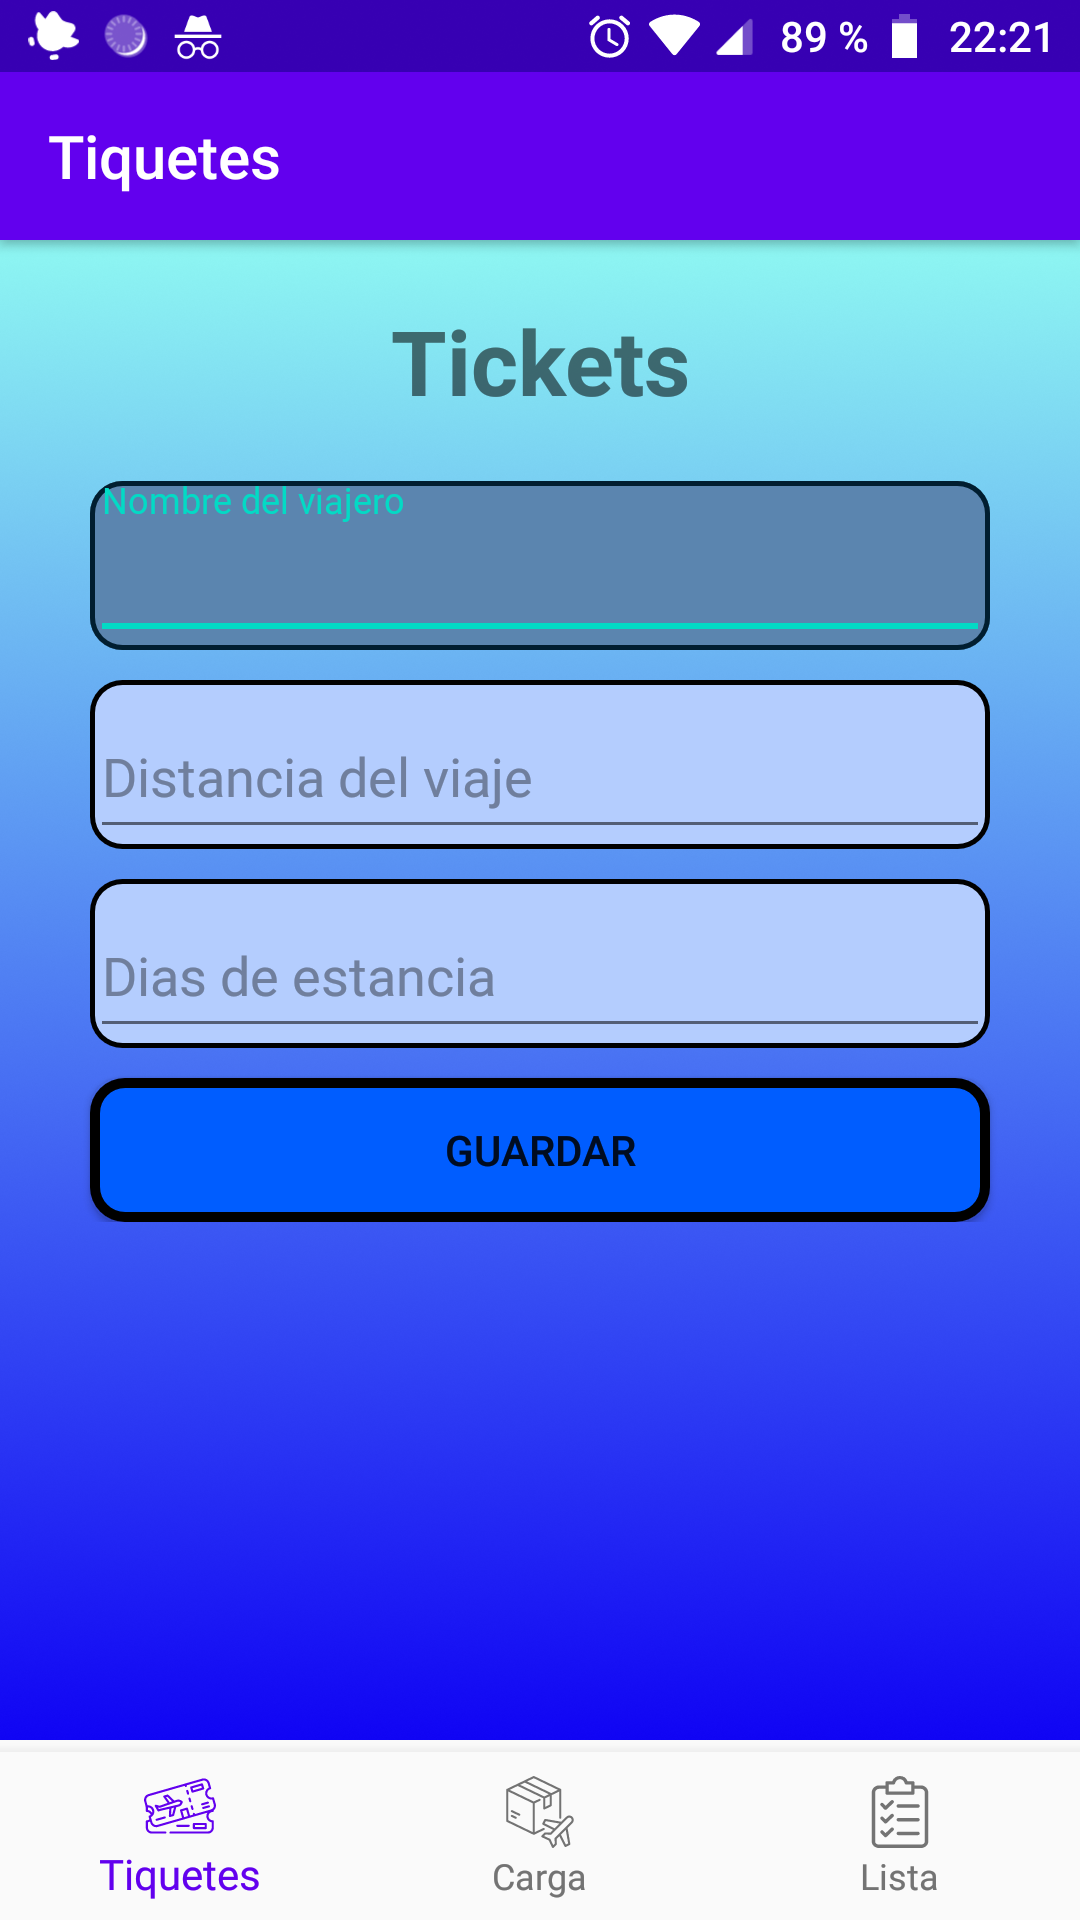 89 % 22:21
Tiquetes
Tickets
Nombre del viajero
Distancia del viaje
Dias de estancia
GUARDAR
Tiquetes Carga Lista